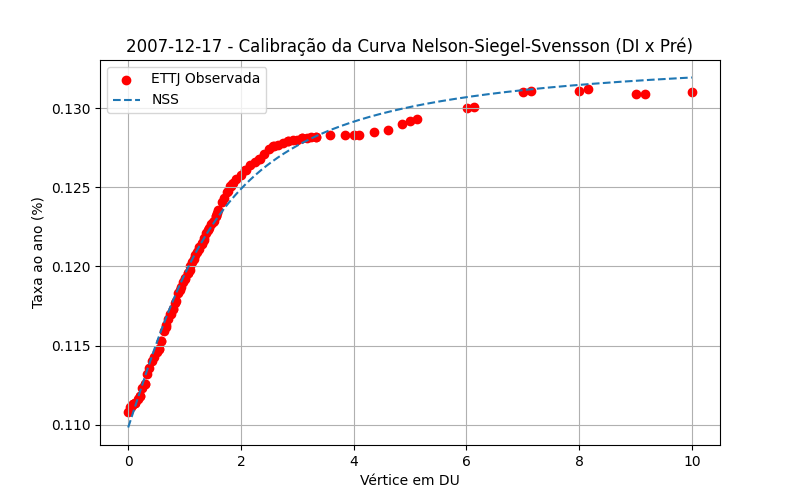 2007-12-17 - Calibração da Curva Nelson-Siegel-Svensson (DI x Pré)
ETTJ Observada
NSS
Taxa ao ano (%)
0.130
0.125
0.120
0.115
0.110
0 2 4 6 8 10
Vértice em DU